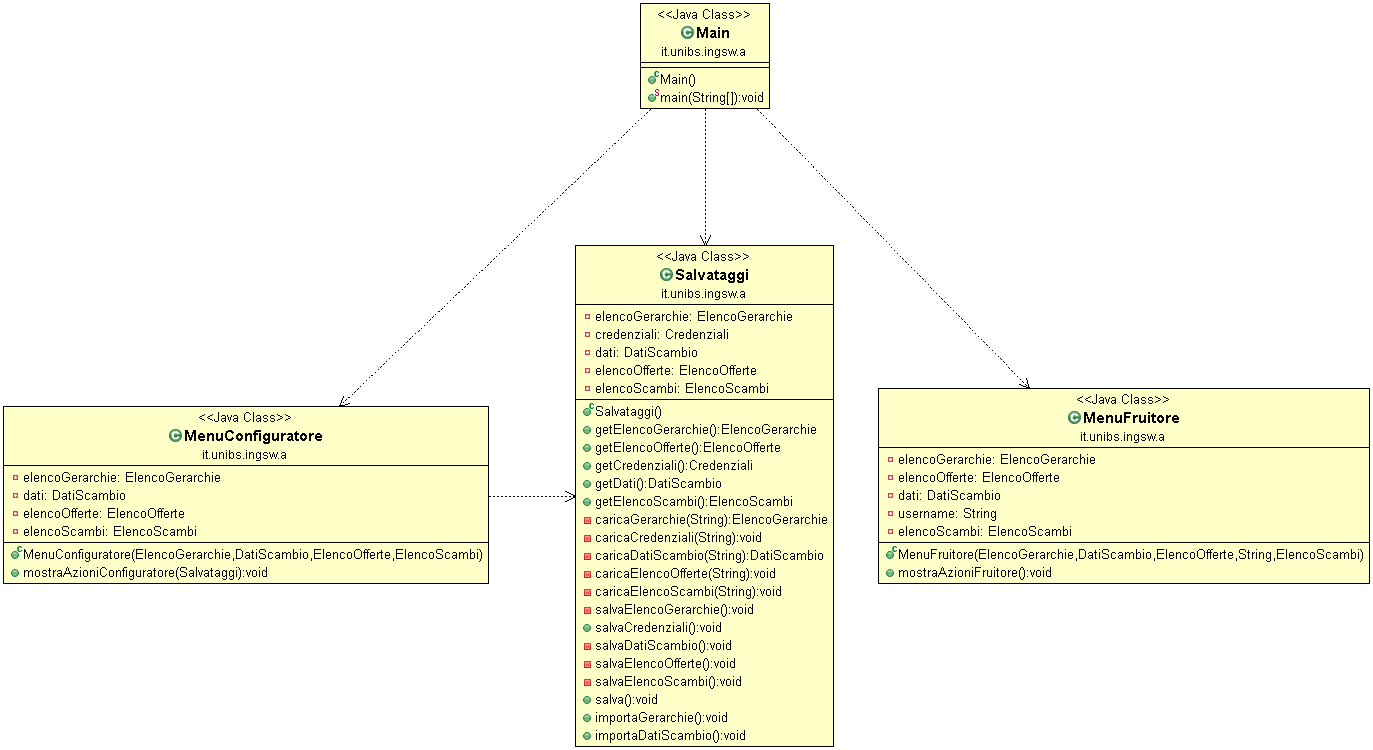 <<Java Class>>
Main
it.unibs.ingsw.a
Main()
main(String[]):void
<<Java Class>>
Salvataggi
it.unibs.ingsw.a
elencoGerarchie: ElencoGerarchie
credenziali: Credenziali
dati: DatiScambio
elencoOfferte: ElencoOfferte
elencoScambi: ElencoScambi
Salvataggi()
getElencoGerarchie():ElencoGerarchie
getElencoOfferte():ElencoOfferte
getCredenziali():Credenziali
getDati():DatiScambio
getElencoScambi():ElencoScambi
caricaGerarchie(String):ElencoGerarchie
caricaCredenziali(String):void
caricaDatiScambio(String):DatiScambio
caricaElencoOfferte(String):void
caricaElencoScambi(String):void
salvaElencoGerarchie():void
salvaCredenziali():void
salvaDatiScambio():void
salvaElencoOfferte():void
salvaElencoScambi():void
salva():void
importaGerarchie():void
importaDatiScambio():void
<<Java Class>>
MenuConfiguratore
it.unibs.ingsw.a
elencoGerarchie: ElencoGerarchie
dati: DatiScambio
elencoOfferte: ElencoOfferte
elencoScambi: ElencoScambi
MenuConfiguratore(ElencoGerarchie,DatiScambio,ElencoOfferte,ElencoScambi)
mostraAzioniConfiguratore(Salvataggi):void
<<Java Class>>
MenuFruitore
it.unibs.ingsw.a
elencoGerarchie: ElencoGerarchie
elencoOfferte: ElencoOfferte
dati: DatiScambio
username: String
elencoScambi: ElencoScambi
MenuFruitore(ElencoGerarchie,DatiScambio,ElencoOfferte,String,ElencoScambi)
mostraAzioniFruitore():void